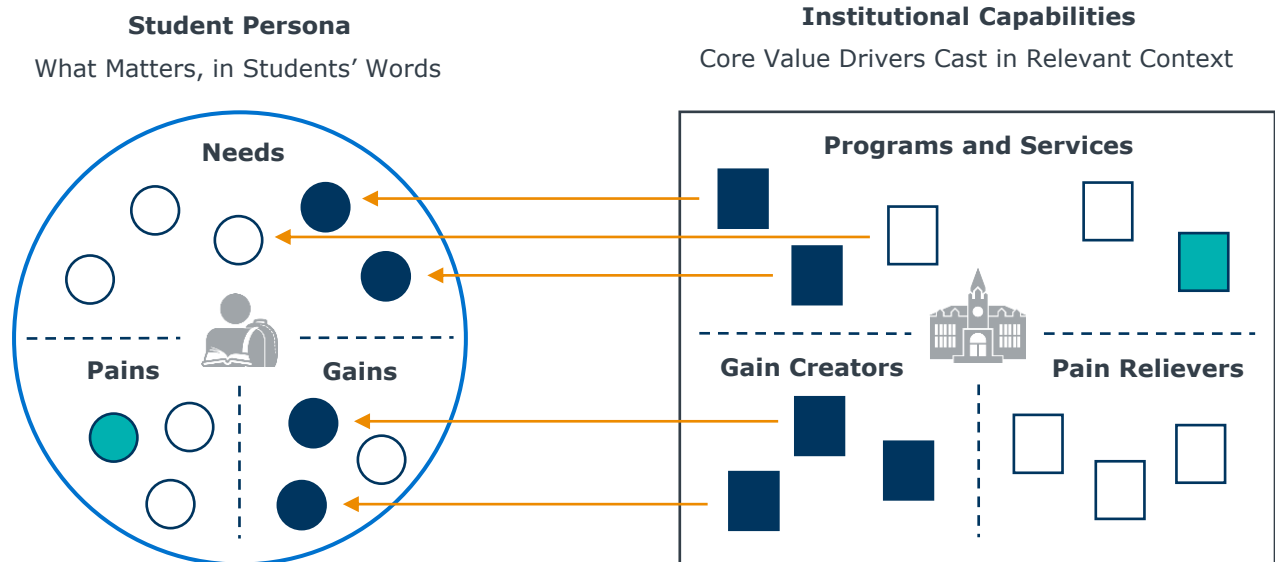 Student Persona
What Matters, in Students’ Words
Institutional Capabilities
Core Value Drivers Cast in Relevant Context
Needs
Pains
Gains
Programs and Services
Gain Creators
Pain Relievers